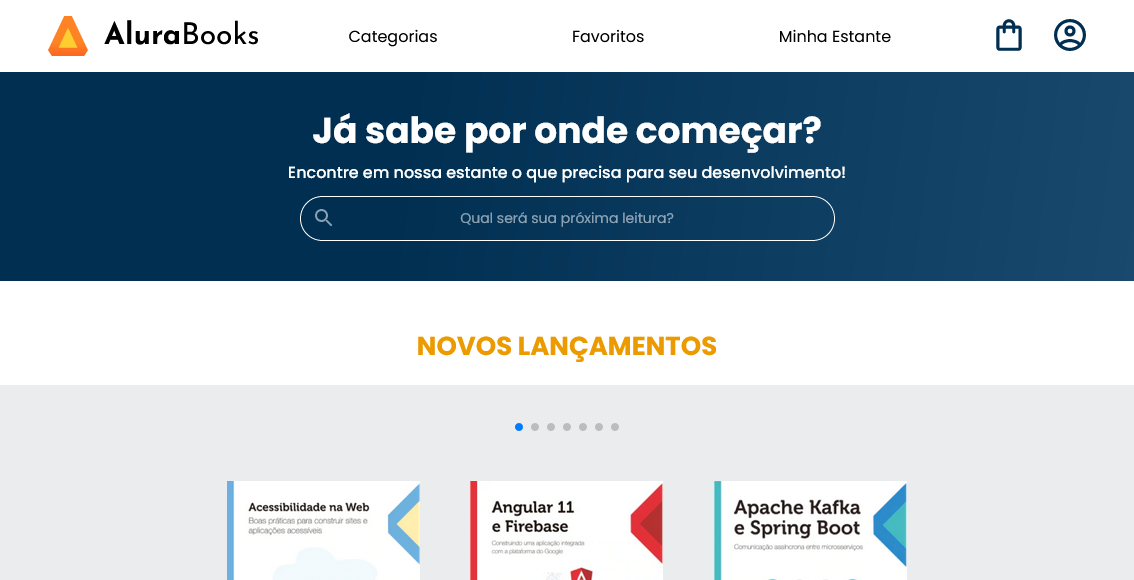 AluraBooks
Categorias
Favoritos
Minha Estante
Já sabe por onde começar?
Encontre em nossa estante o que precisa para seu desenvolvimento!
Qual será sua próxima leitura?
NOVOS LANÇAMENTOS
Acessibilidade na Web
Boas práticas para construir sites e
aplicações acessíveis
Angular 11
e Firebase
Construindo uma aplicação integrada
com a plataforma do Google
Apache Kafka
e Spring Boot
Comunicação assíncrona entre microsserviços